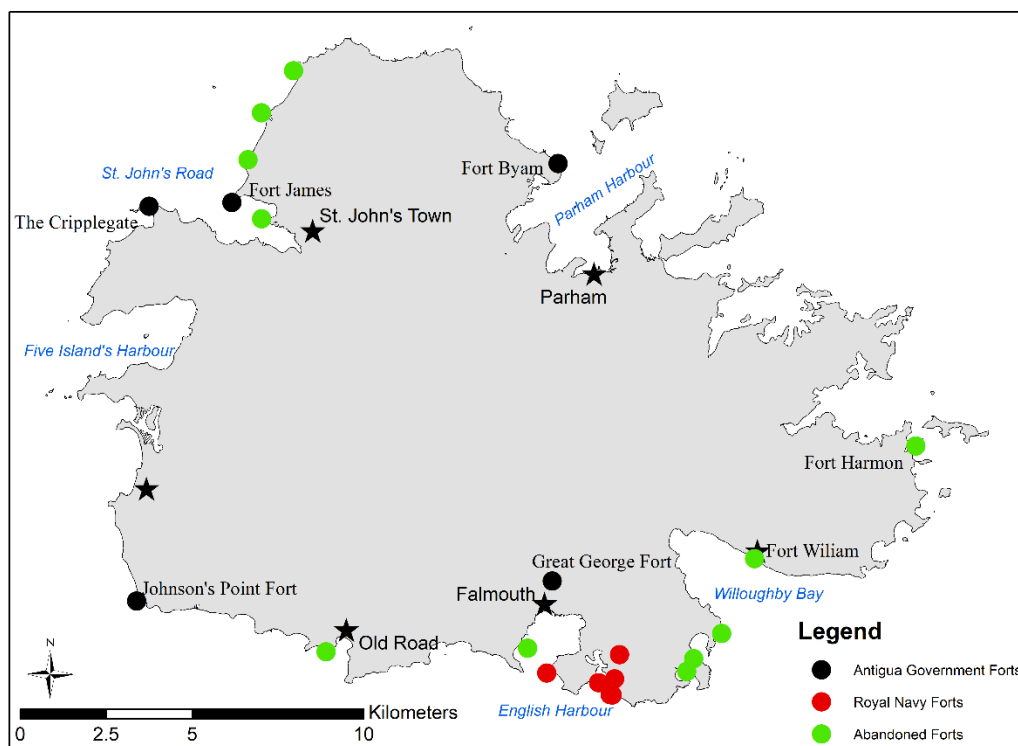 St. John's Road
Fort Byam
Parham Harbour
Fort James
The Cripplegate
St. John's Town
Parham
Five Island's Harbour
Fort Harmon
Fort Wiliam
Great George Fort
Johnson's Point Fort
Falmouth
Willoughby Bay
Old Road
Legend
N
Antigua Government Forts
Royal Navy Forts
Abandoned Forts
English Harbour
Kilometers
0 2.5 5 10